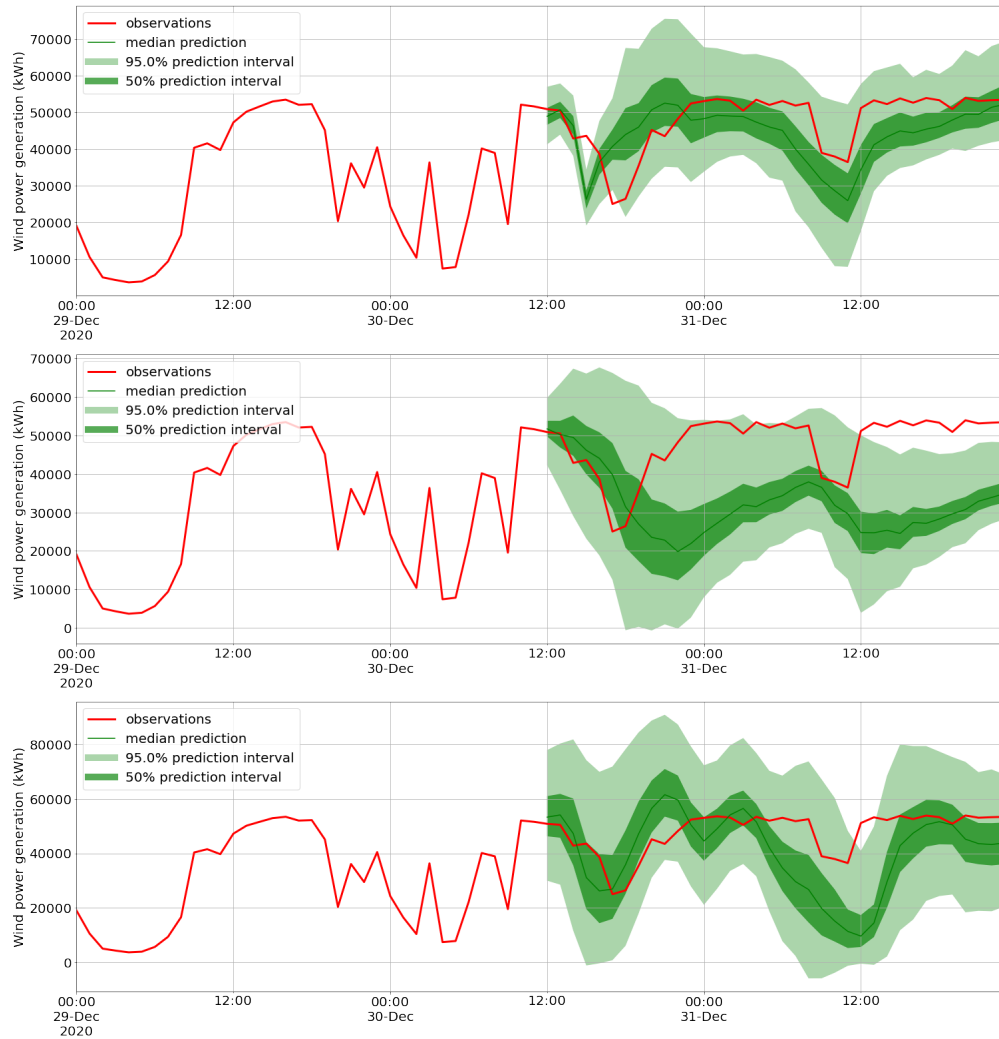 observations
median prediction
95.0% prediction interval
50% prediction interval
Wind power generation (kWh)
70000
60000
50000
40000
30000
20000
10000
00:00
29-Dec
2020
12:00
00:00
30-Dec
12:00
00:00
31-Dec
12:00
observations
median prediction
95.0% prediction interval
50% prediction interval
Wind power generation (kWh)
70000
60000
50000
40000
30000
20000
10000
0
00:00
29-Dec
2020
12:00
00:00
30-Dec
12:00
00:00
31-Dec
12:00
observations
median prediction
95.0% prediction interval
50% prediction interval
Wind power generation (kWh)
80000
60000
40000
20000
0
00:00
29-Dec
2020
12:00
00:00
30-Dec
12:00
00:00
31-Dec
12:00